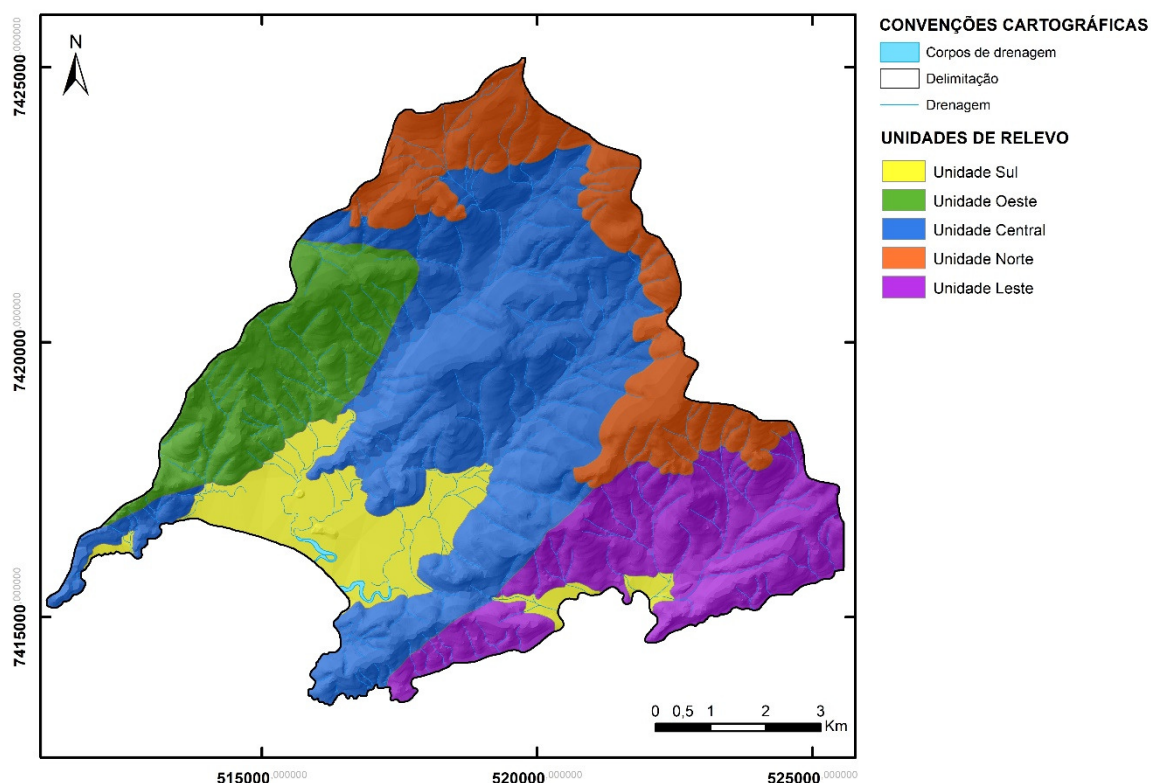 N
7425000,000000
7420000,000000
7415000,000000
515000,000000
520000,000000
525000,000000
0 0,5 1 2 3
Km
CONVENÇÕES CARTOGRÁFICAS
Corpos de drenagem
Delimitação
Drenagem
UNIDADES DE RELEVO
Unidade Sul
Unidade Oeste
Unidade Central
Unidade Norte
Unidade Leste